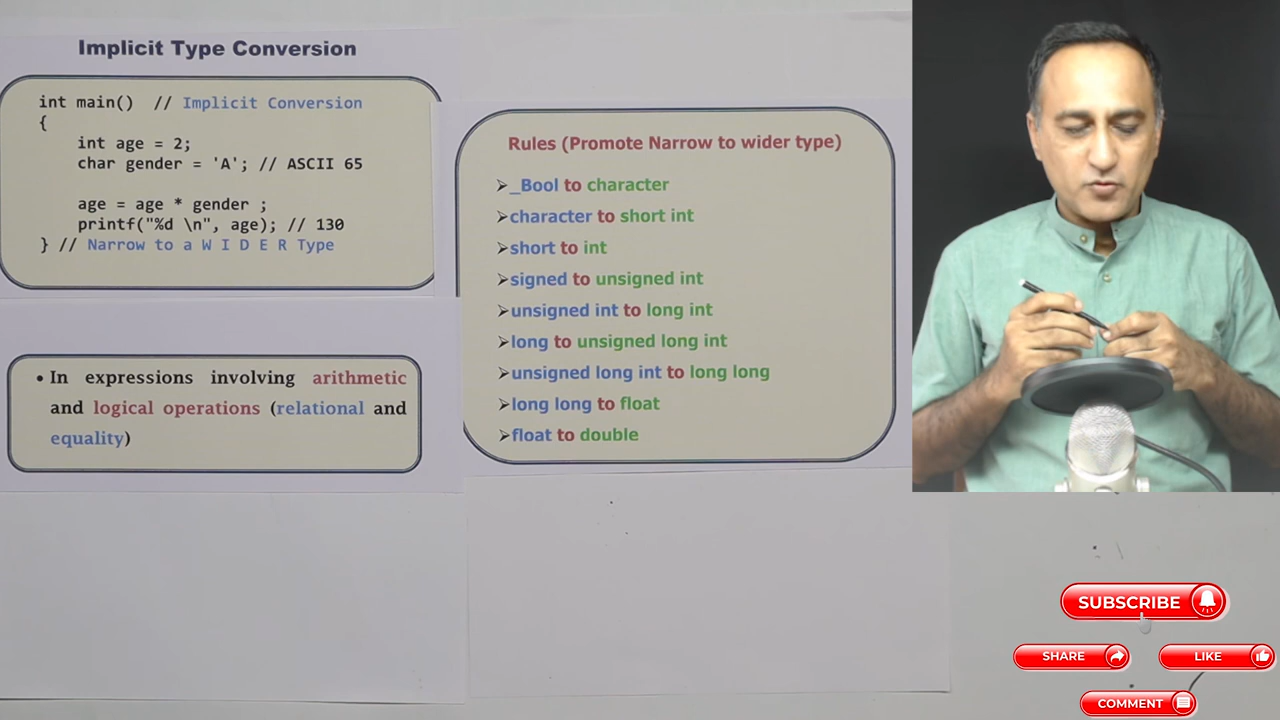 Implicit Type Conversion
int main() // Implicit Conversion
{
int age = 2;
char gender = 'A'; // ASCII 65
age = age * gender ;
printf("%d \n", age); // 130
} // Narrow to a W I D E R Type
• In expressions involving arithmetic
and logical operations (relational and
equality)
Rules (Promote Narrow to wider type)
➢_Bool to character
➢character to short int
➢short to int
➢signed to unsigned int
➢unsigned int to long int
➢long to unsigned long int
➢unsigned long int to long long
➢long long to float
➢float to double
SUBSCRIBE
SHARE
LIKE
COMMENT